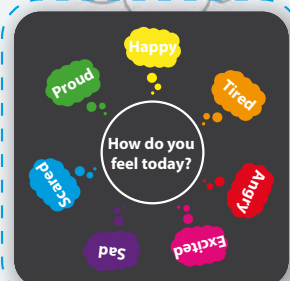 Happy
Tired
Angry
Excited
Sad
Scared
Proud
How do you
feel today?